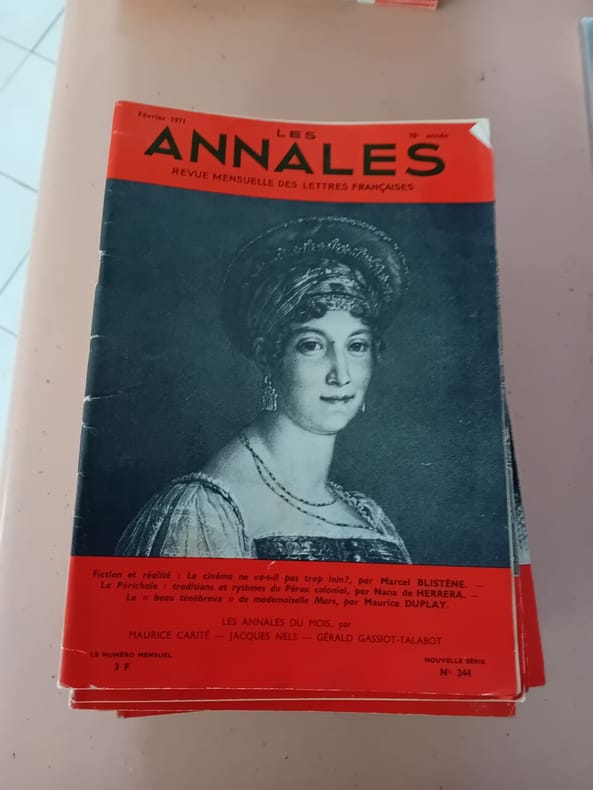 Février 1971
78e année
LES
ANNALES
REVUE MENSUELLE DES LETTRES FRANÇAISES
Fiction et réalité : Le cinéma ne va-t-il pas trop loin?, par Marcel BLISTÈNE. —
La Périchole : traditions et rythmes du Pérou colonial, par Nana de HERRERA. —
Le « beau ténébreux » de mademoiselle Mars, par Maurice DUPLAY.
LES ANNALES DU MOIS, par
MAURICE CARITÉ — JACQUES NELS — GÉRALD GASSIOT-TALABOT
LE NUMÉRO MENSUEL
3 F
NOUVELLE SÉRIE
N° 244